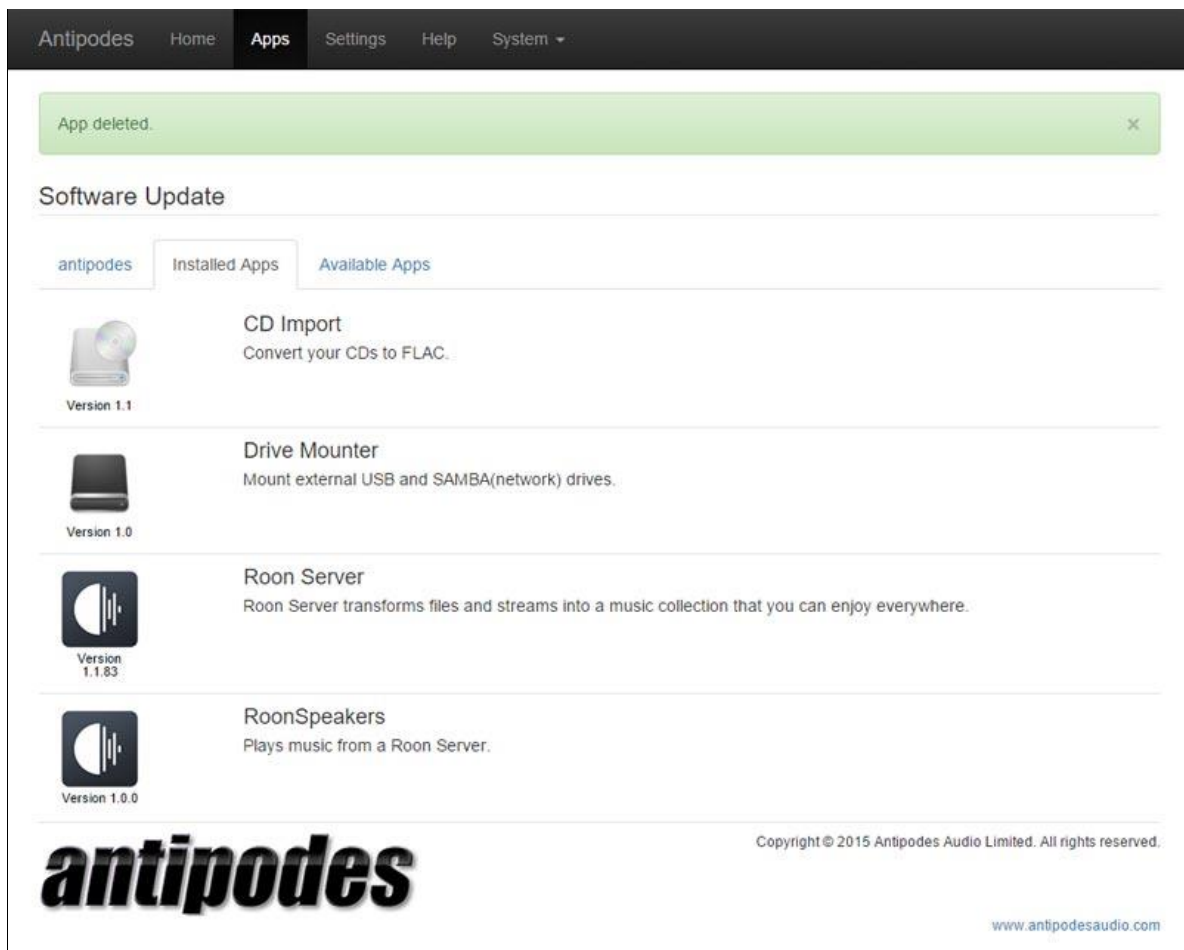 Antipodes Home Apps Settings Help System
App deleted. ×
Software Update
antipodes Installed Apps Available Apps
CD Import
Convert your CDs to FLAC.
Version 1.1
Drive Mounter
Mount external USB and SAMBA(network) drives.
Version 1.0
Roon Server
Roon Server transforms files and streams into a music collection that you can enjoy everywhere.
Version
1.1.83
RoonSpeakers
Plays music from a Roon Server.
Version 1.0.0
antipodes
Copyright © 2015 Antipodes Audio Limited. All rights reserved.
www.antipodesaudio.com